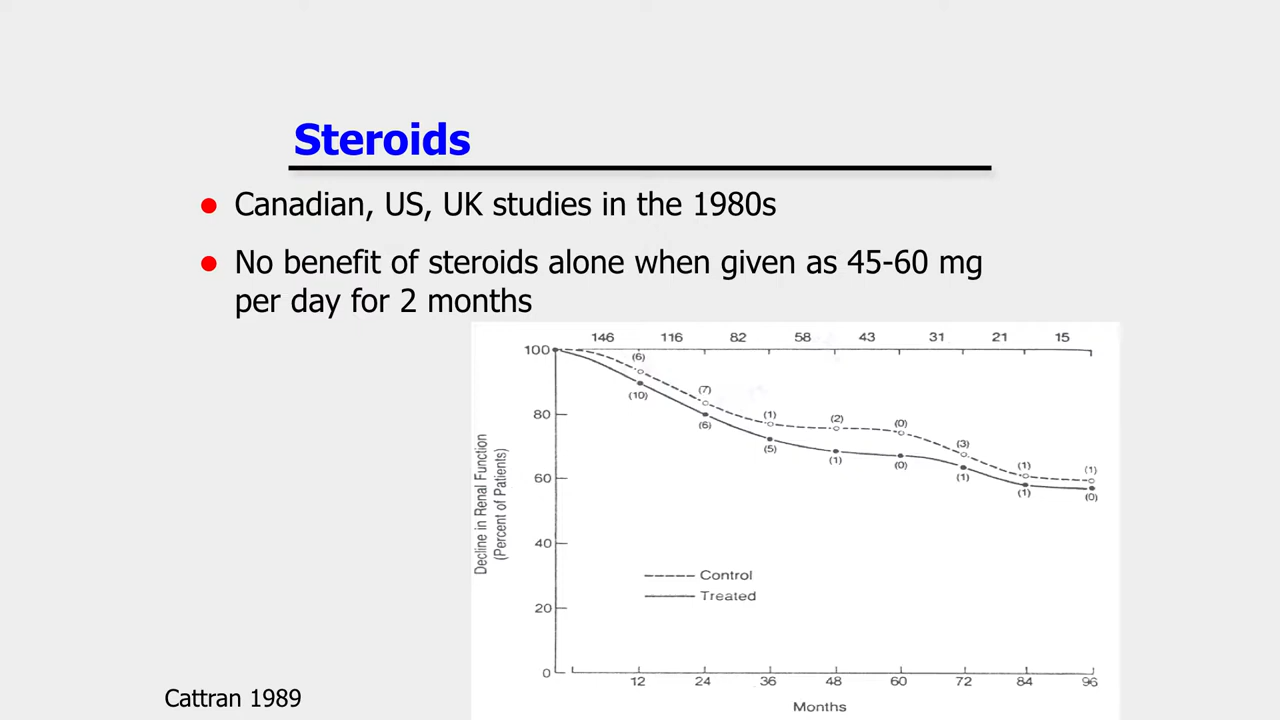 Steroids
Canadian, US, UK studies in the 1980s
No benefit of steroids alone when given as 45-60 mg
per day for 2 months
146 116 82 58 43 31 21 15
100
80
60
40
20
0
(6) (7) (1) (2) (0) (3) (1) (1)
(10) (6) (5) (1) (0) (1) (1) (0)
Decline in Renal Function
(Percent of Patients)
Control
Treated
12 24 36 48 60 72 84 96
Months
Cattran 1989